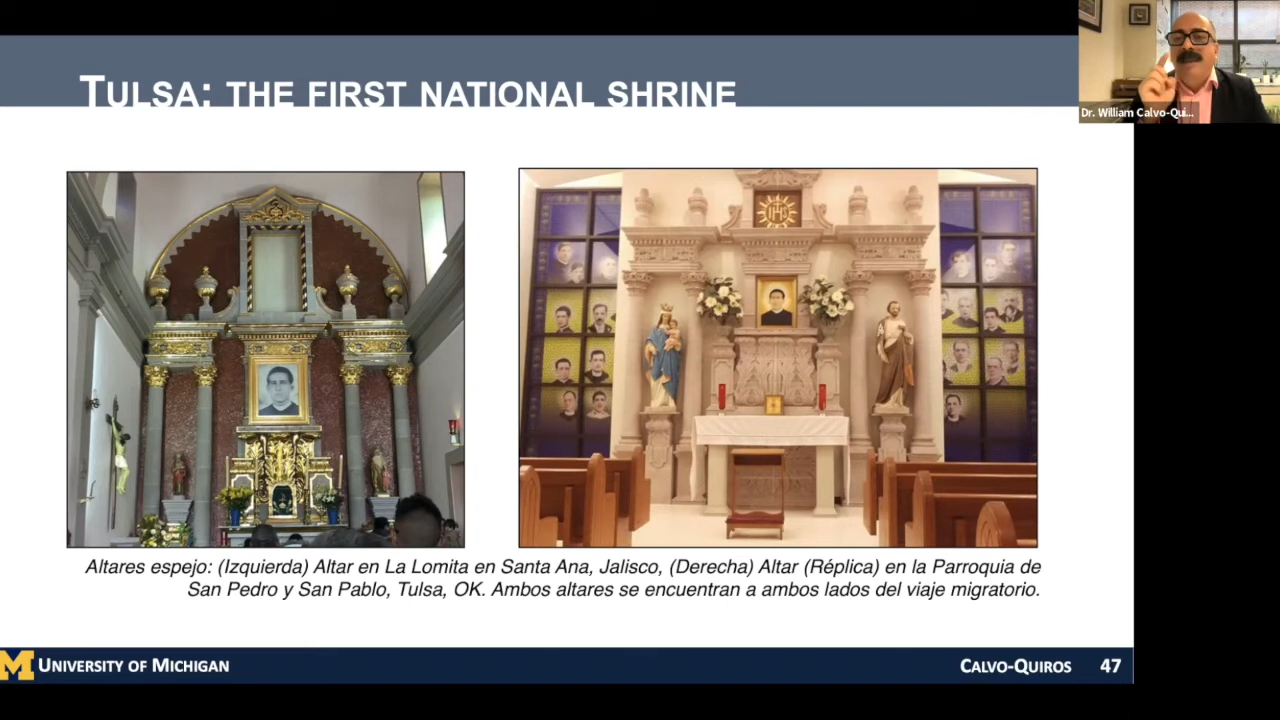 TULSA: THE FIRST NATIONAL SHRINE
Dr. William Calvo-Qui...
IHS
Altares espejo: (Izquierda) Altar en La Lomita en Santa Ana, Jalisco, (Derecha) Altar (Réplica) en la Parroquia de
San Pedro y San Pablo, Tulsa, OK. Ambos altares se encuentran a ambos lados del viaje migratorio.
M UNIVERSITY OF MICHIGAN
CALVO-QUIROS 47